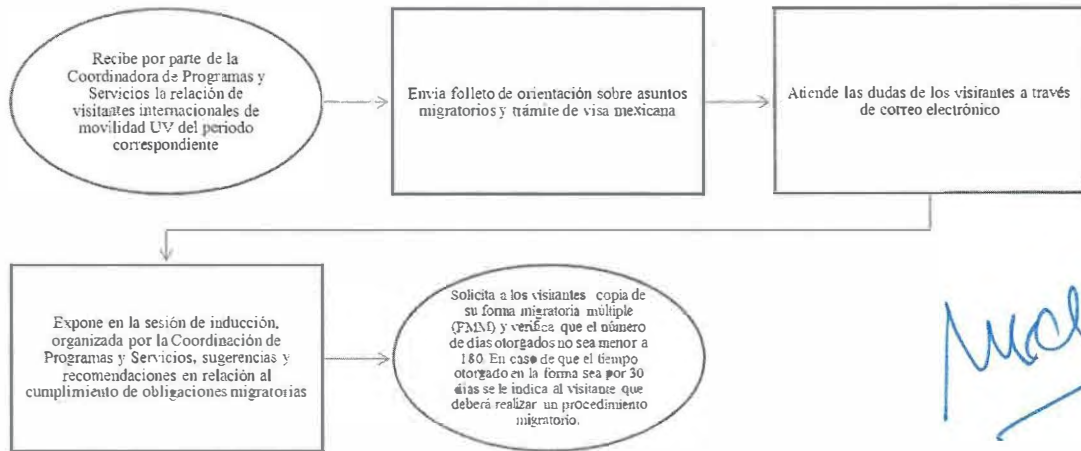 Recibe por parte de la
Coordinadora de Programas y
Servicios la relación de
visitantes internacionales de
movilidad UV del periodo
correspondiente
Envia folleto de orientación sobre asuntos
migratorios y trámite de visa mexicana
Atiende las dudas de los visitantes a través
de correo electrónico
Expone en la sesión de inducción,
organizada por la Coordinación de
Programas y Servicios, sugerencias y
recomendaciones en relación al
cumplimiento de obligaciones migratorias
Solicita a los visitantes copia de
su forma migratoria múltiple
(FMM) y verifica que el número
de días otorgados no sea menor a
180. En caso de que el tiempo
otorgado en la forma sea por 30
días se le indica al visitante que
deberá realizar un procedimiento
migratorio.